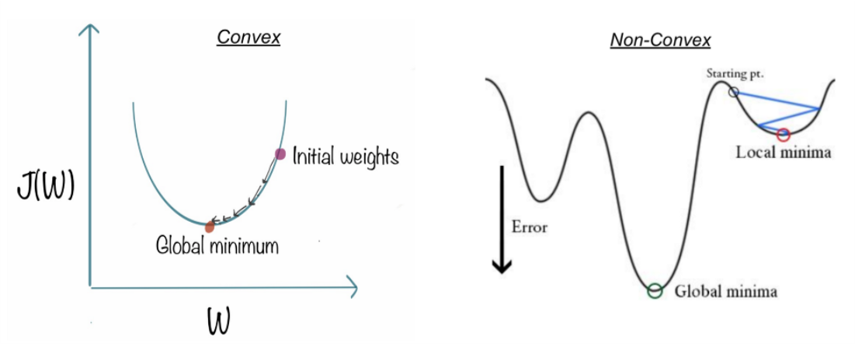 Convex
J(W)
Initial weights
Global minimum
W
Non-Convex
Starting pt.
Local minima
Error
Global minima